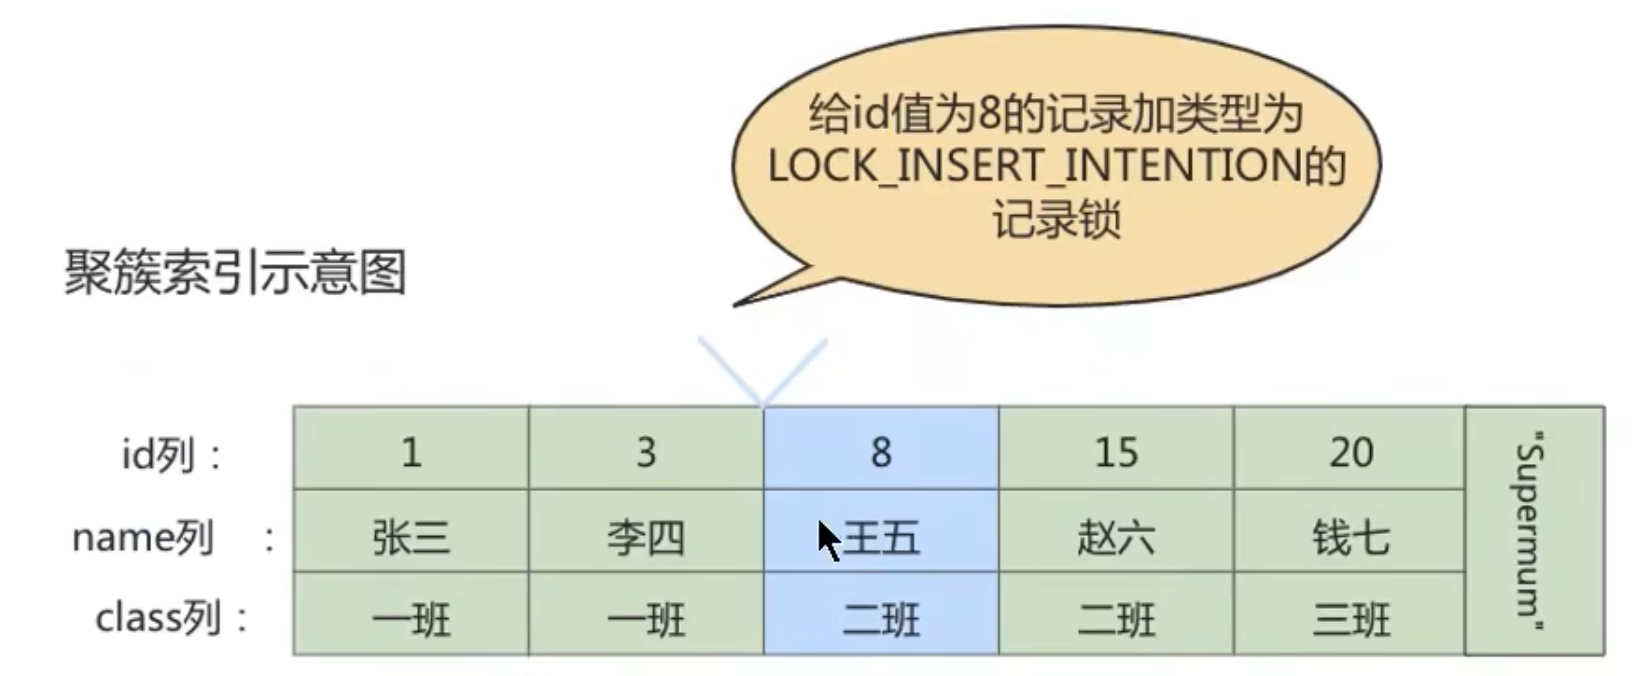 给id值为8的记录加类型为
LOCK_INSERT_INTENTION的
记录锁
聚簇索引示意图
id列： 1 3 8 15 20 "Supermum"
name列 ： 张三 李四 王五 赵六 钱七
class列： 一班 一班 二班 二班 三班